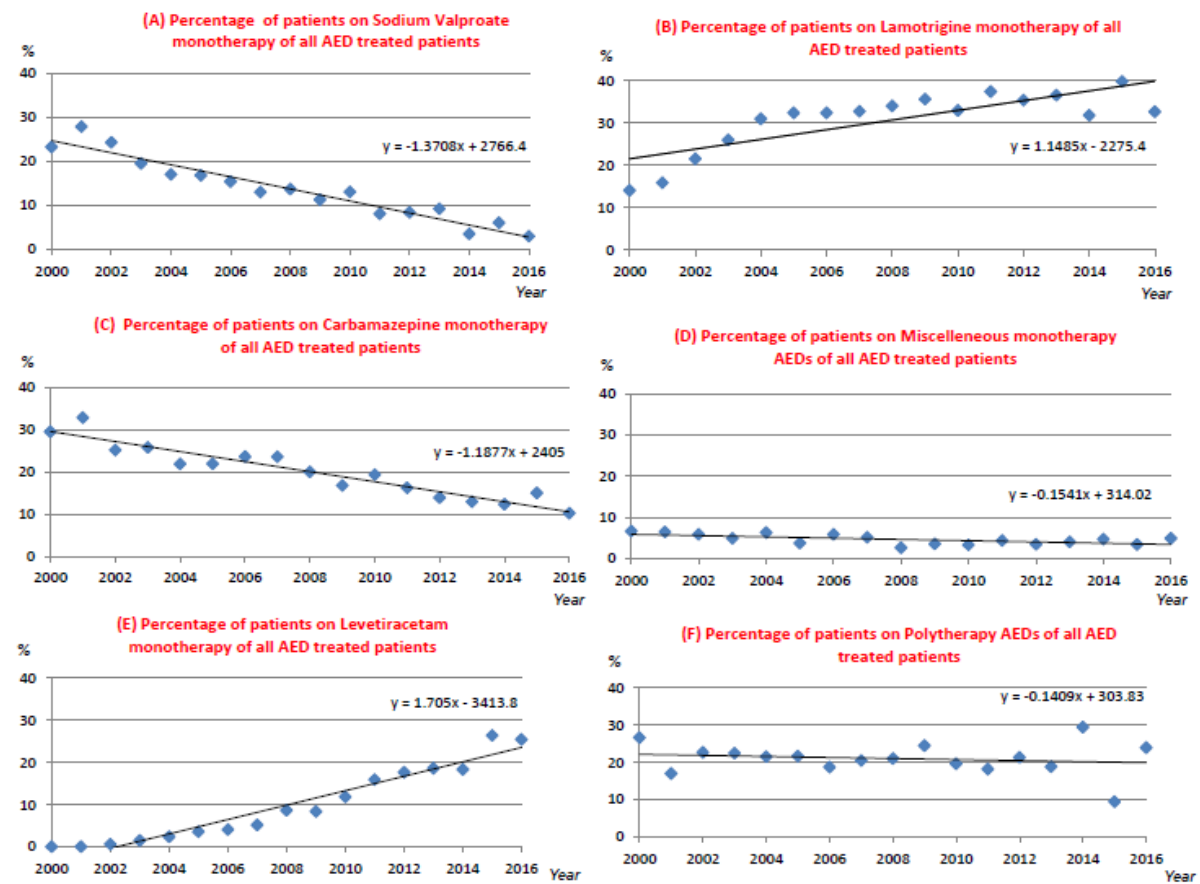 (A) Percentage of patients on Sodium Valproate
monotherapy of all AED treated patients
%
40
30
20
10
0
y = -1.3708x + 2766.4
2000 2002 2004 2006 2008 2010 2012 2014 2016
Year
(B) Percentage of patients on Lamotrigine monotherapy of all
AED treated patients
%
40
30
20
10
0
y = 1.1485x - 2275.4
2000 2002 2004 2006 2008 2010 2012 2014 2016
Year
(C) Percentage of patients on Carbamazepine monotherapy
of all AED treated patients
%
40
30
20
10
0
y = -1.1877x + 2405
2000 2002 2004 2006 2008 2010 2012 2014 2016
Year
(D) Percentage of patients on Miscelleneous monotherapy
AEDs of all AED treated patients
%
40
30
20
10
0
y = -0.1541x + 314.02
2000 2002 2004 2006 2008 2010 2012 2014 2016
Year
(E) Percentage of patients on Levetiracetam
monotherapy of all AED treated patients
%
40
30
20
10
0
y = 1.705x - 3413.8
2000 2002 2004 2006 2008 2010 2012 2014 2016
Year
(F) Percentage of patients on Polytherapy AEDs of all AED
treated patients
%
40
30
20
10
0
y = -0.1409x + 303.83
2000 2002 2004 2006 2008 2010 2012 2014 2016
Year